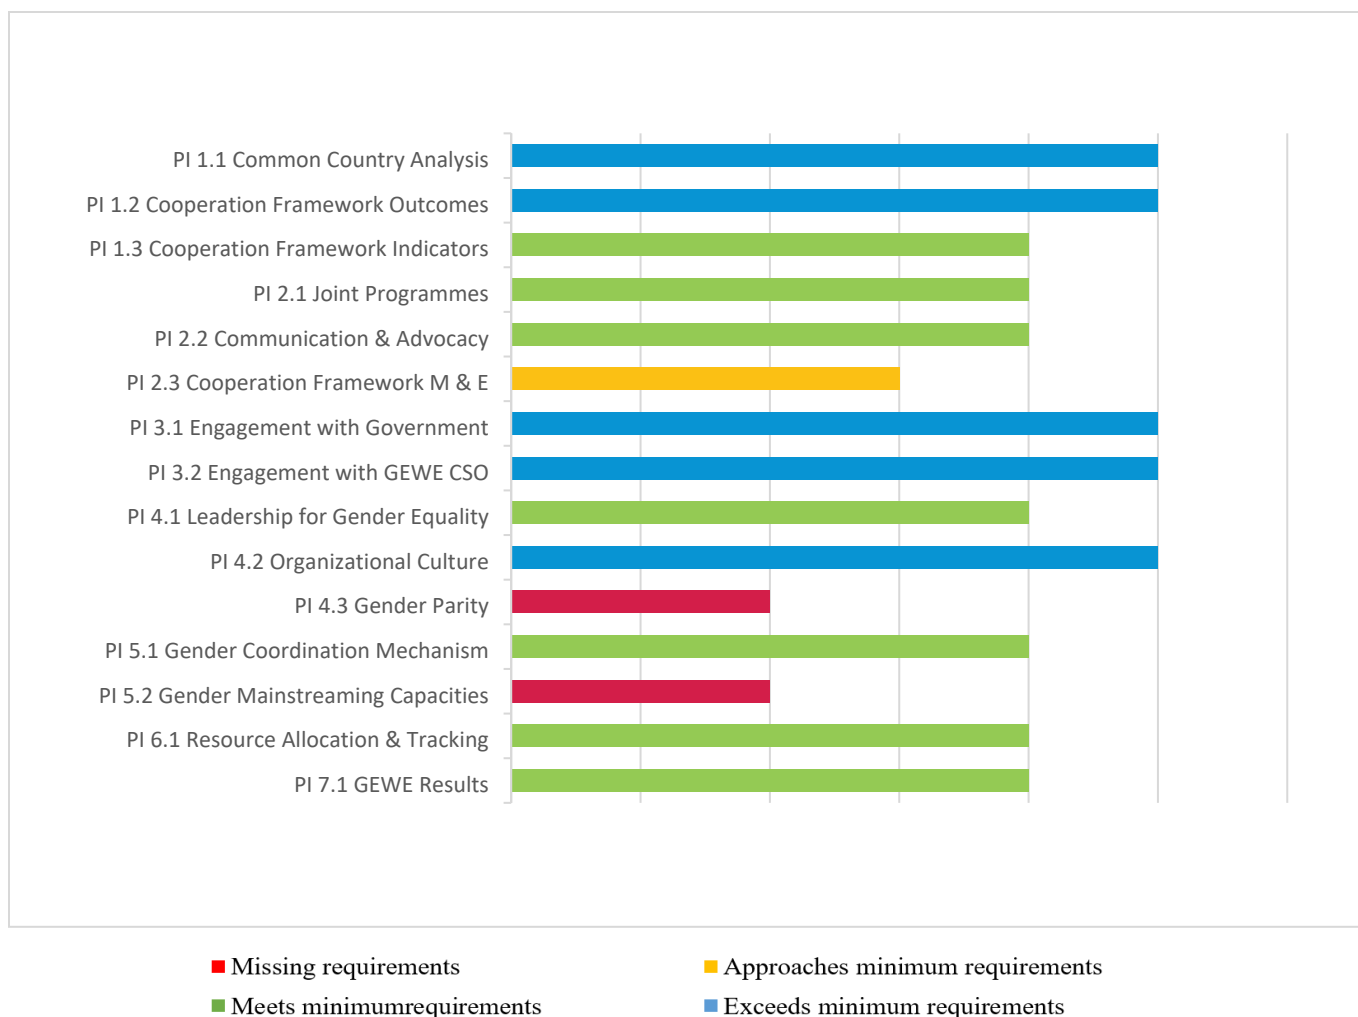 PI 1.1 Common Country Analysis
PI 1.2 Cooperation Framework Outcomes
PI 1.3 Cooperation Framework Indicators
PI 2.1 Joint Programmes
PI 2.2 Communication & Advocacy
PI 2.3 Cooperation Framework M & E
PI 3.1 Engagement with Government
PI 3.2 Engagement with GEWE CSO
PI 4.1 Leadership for Gender Equality
PI 4.2 Organizational Culture
PI 4.3 Gender Parity
PI 5.1 Gender Coordination Mechanism
PI 5.2 Gender Mainstreaming Capacities
PI 6.1 Resource Allocation & Tracking
PI 7.1 GEWE Results
Missing requirements
Approaches minimum requirements
Meets minimumrequirements
Exceeds minimum requirements